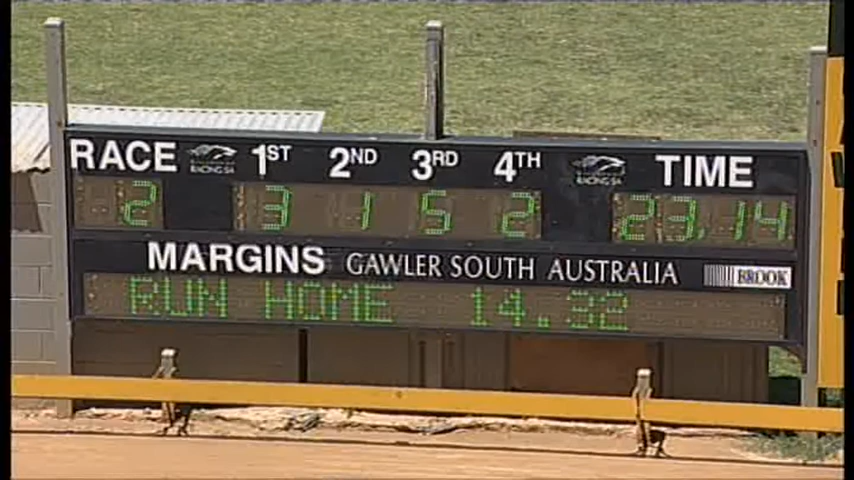 RACE 1ST 2ND 3RD 4TH RACING SA TIME
RACING SA
2 3 1 5 2 23.14
MARGINS GAWLER SOUTH AUSTRALIA BROOK
RUN HOME 14.32